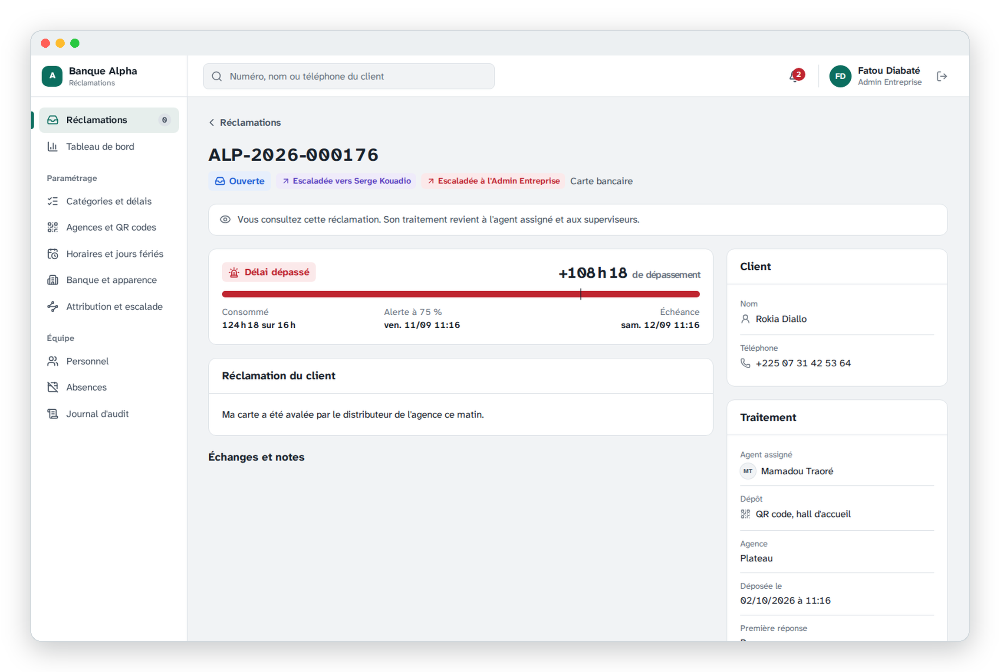 A
Banque Alpha
Réclamations
Numéro, nom ou téléphone du client
2
FD
Fatou Diabaté
Admin Entreprise
Réclamations 0
Tableau de bord
Paramétrage
Catégories et délais
Agences et QR codes
Horaires et jours fériés
Banque et apparence
Attribution et escalade
Équipe
Personnel
Absences
Journal d'audit
Réclamations
ALP-2026-000176
Ouverte
Escaladée vers Serge Kouadio
Escaladée à l'Admin Entreprise
Carte bancaire
Vous consultez cette réclamation. Son traitement revient à l'agent assigné et aux superviseurs.
Délai dépassé
+108 h 18 de dépassement
Consommé
124 h 18 sur 16 h
Alerte à 75 %
ven. 11/09 11:16
Échéance
sam. 12/09 11:16
Réclamation du client
Ma carte a été avalée par le distributeur de l'agence ce matin.
Échanges et notes
Client
Nom
Rokia Diallo
Téléphone
+225 07 31 42 53 64
Traitement
Agent assigné
MT
Mamadou Traoré
Dépôt
QR code, hall d'accueil
Agence
Plateau
Déposée le
02/10/2026 à 11:16
Première réponse